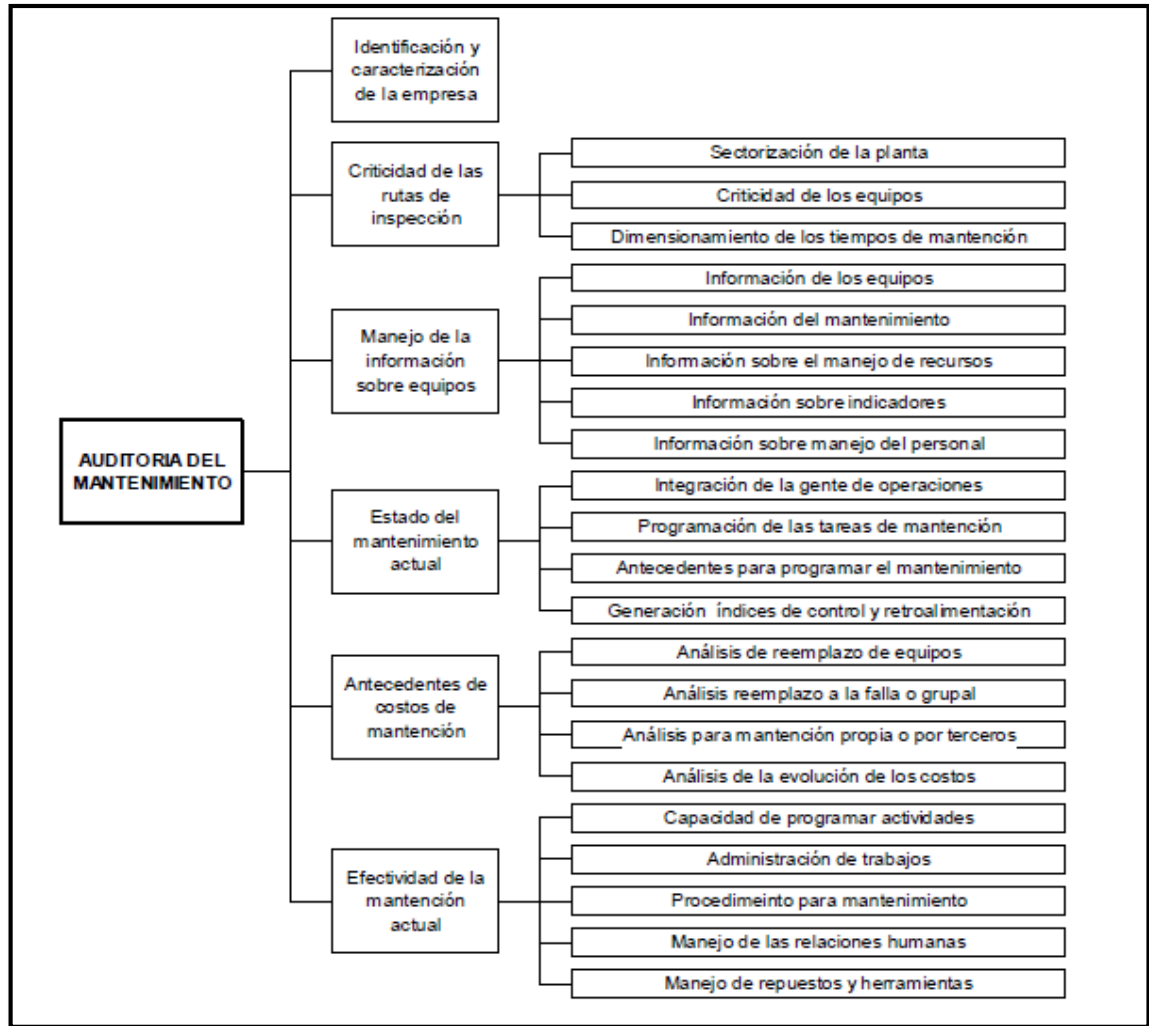 AUDITORIA DEL
MANTENIMIENTO
Identificación y
caracterización
de la empresa
Criticidad de las
rutas de
inspección
Sectorización de la planta
Criticidad de los equipos
Dimensionamiento de los tiempos de mantención
Manejo de la
información
sobre equipos
Información de los equipos
Información del mantenimiento
Información sobre el manejo de recursos
Información sobre indicadores
Información sobre manejo del personal
Estado del
mantenimiento
actual
Integración de la gente de operaciones
Programación de las tareas de mantención
Antecedentes para programar el mantenimiento
Generación índices de control y retroalimentación
Antecedentes de
costos de
mantención
Análisis de reemplazo de equipos
Análisis reemplazo a la falla o grupal
Análisis para mantención propia o por terceros
Análisis de la evolución de los costos
Efectividad de la
mantención
actual
Capacidad de programar actividades
Administración de trabajos
Procedimeinto para mantenimiento
Manejo de las relaciones humanas
Manejo de repuestos y herramientas